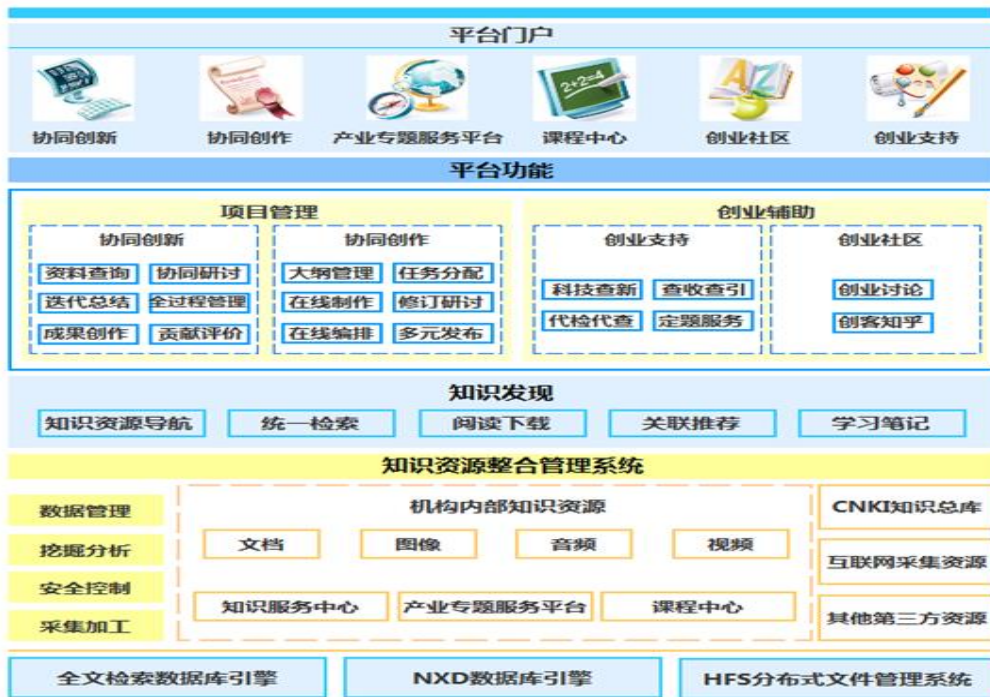 平台门户
2+2=4
A Z
协同创新 协同创作 产业专题服务平台 课程中心 创业社区 创业支持
平台功能
项目管理 创业辅助
协同创新 协同创作 创业支持 创业社区
资料查询 协同研讨 大纲管理 任务分配 科技查新 查收查引 创业讨论
迭代总结 全过程管理 在线制作 修订研讨 代检代查 定题服务 创客知乎
成果创作 贡献评价 在线编排 多元发布
知识发现
知识资源导航 统一检索 阅读下载 关联推荐 学习笔记
知识资源整合管理系统
数据管理 机构内部知识资源 CNKI知识总库
挖掘分析 文档 图像 音频 视频 互联网采集资源
安全控制 知识服务中心 产业专题服务平台 课程中心 其他第三方资源
采集加工
全文检索数据库引擎 NXD数据库引擎 HFS分布式文件管理系统